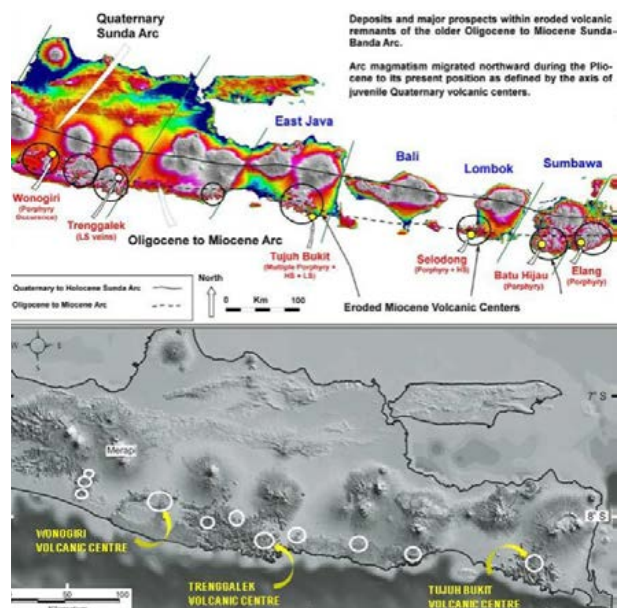 Quaternary
Sunda Arc
Deposits and major prospects within eroded volcanic
remnants of the older Oligocene to Miocene Sunda-
Banda Arc.
Arc magmatism migrated northward during the Plio-
cene to its present position as defined by the axis of
juvenile Quaternary volcanic centers.
East Java
Bali
Lombok
Sumbawa
Wonogiri
(Porphyry
Occurence)
Trenggalek
(LS veins)
Oligocene to Miocene Arc
Tujuh Bukit
(Multiple Porphyry +
HS + LS)
Selodong
(Porphyry + HS)
Batu Hijau
(Porphyry)
Elang
(Porphyry)
North
0 Km 100
Eroded Miocene Volcanic Centers
Quaternary to Holocene Sunda Arc
Oligocene to Miocene Arc
W
E
S
7° S
Merapi
8° S
WONOGIRI
VOLCANIC CENTRE
TRENGGALEK
VOLCANIC CENTRE
TUJUH BUKIT
VOLCANIC CENTRE
50 100